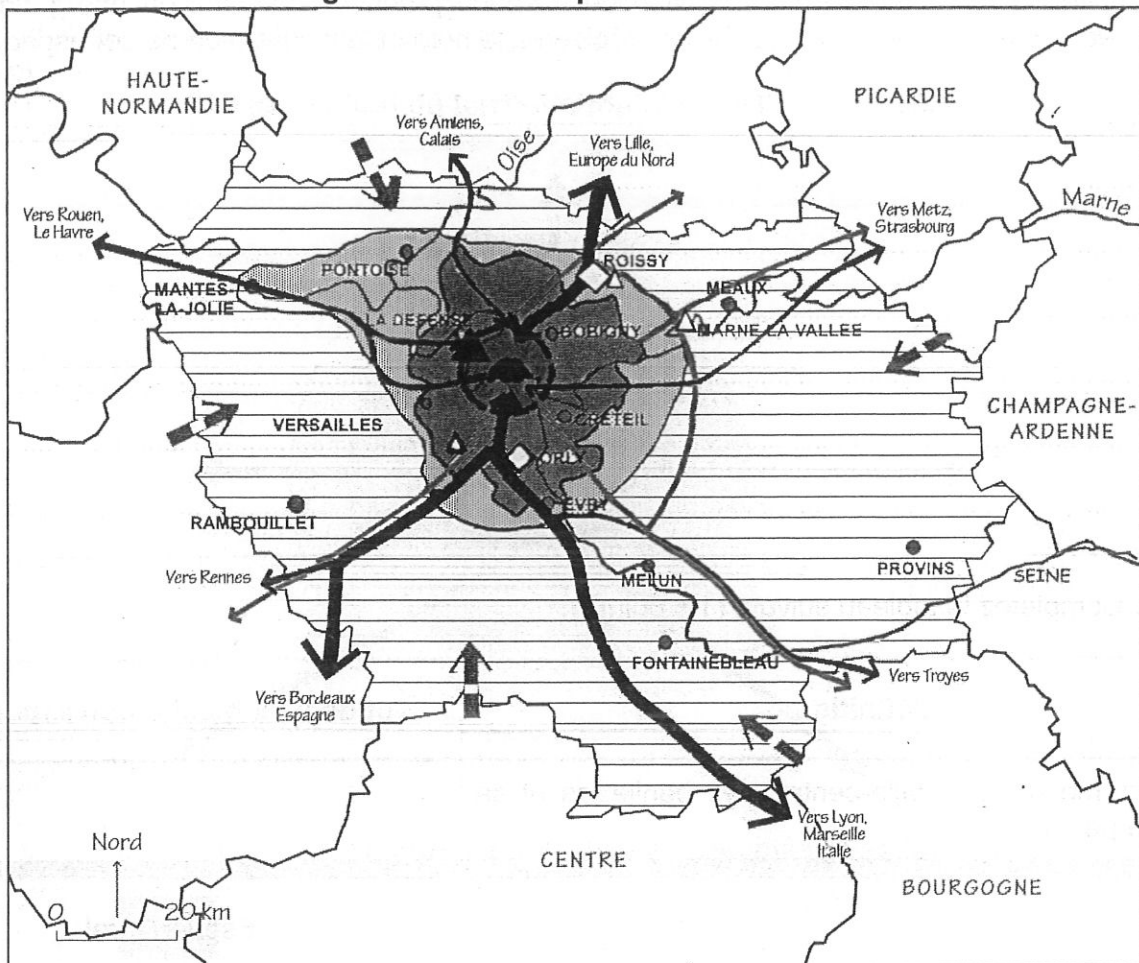 HAUTE-
NORMANDIE
PICARDIE
Vers Amiens,
Calais
Oise
Vers Lille,
Europe du Nord
Vers Rouen,
Le Havre
Vers Metz,
Strasbourg
Marne
ROISSY
PONTOISE
MEAUX
MANTES-
LA-JOLIE
LA DEFENSE
BOBIGNY
MARNE LA VALLEE
CHAMPAGNE-
ARDENNE
VERSAILLES
CRETEIL
ORLY
RAMBOUILLET
EVRY
PROVINS
Vers Rennes
MELUN
SEINE
FONTAINEBLEAU
Vers Troyes
Vers Bordeaux
Espagne
Vers Lyon,
Marseille
Italie
Nord
CENTRE
BOURGOGNE
0 20 km